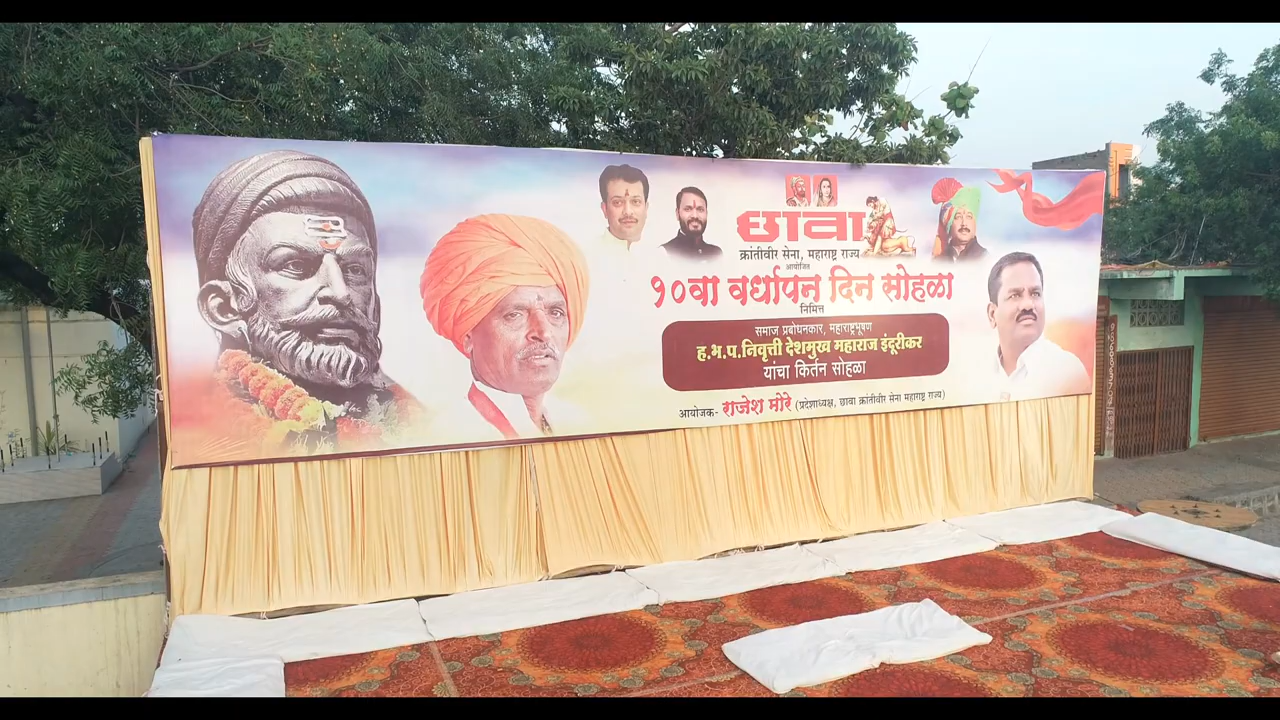 छावा
क्रांतीवीर सेना, महाराष्ट्र राज्य
आयोजित
१०वा वर्धापन दिन सोहळा
निमित्त
समाज प्रबोधनकार, महाराष्ट्रभूषण
ह.भ.प.निवृत्ती देशमुख महाराज इंदूरीकर
यांचा किर्तन सोहळा
आयोजक- राजेश मोरे (प्रदेशाध्यक्ष, छावा क्रांतीवीर सेना महाराष्ट्र राज्य)